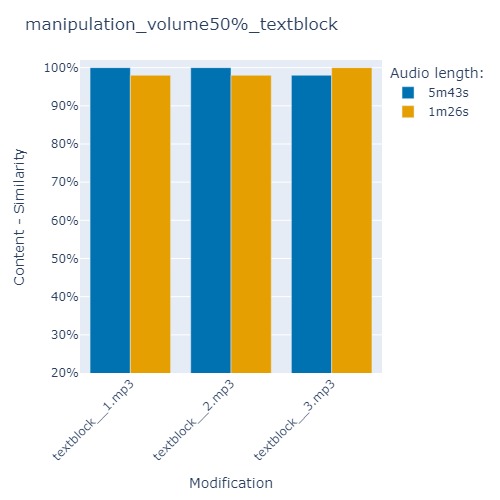 manipulation_volume50%_textblock
Audio length:
5m43s
1m26s
100%
90%
80%
70%
60%
50%
40%
30%
20%
Content - Similarity
textblock__1.mp3
textblock__2.mp3
textblock__3.mp3
Modification